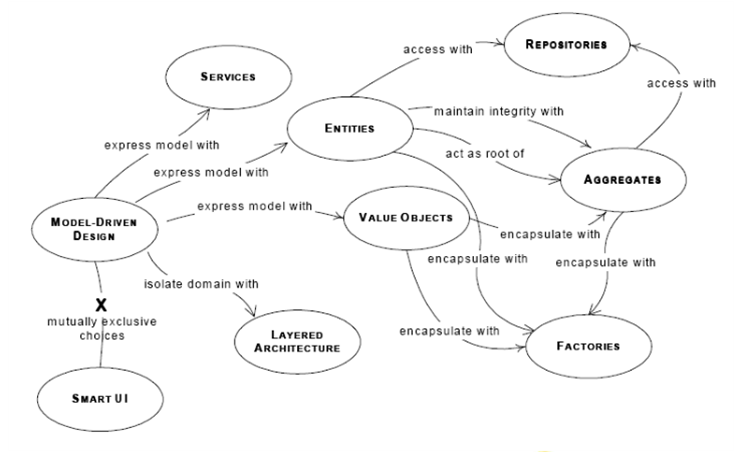 REPOSITORIES
access with
SERVICES
access with
maintain integrity with
ENTITIES
express model with
act as root of
express model with
AGGREGATES
express model with
VALUE OBJECTS
MODEL-DRIVEN
DESIGN
encapsulate with
encapsulate with
encapsulate with
isolate domain with
X
mutually exclusive
choices
encapsulate with
LAYERED
ARCHITECTURE
FACTORIES
SMART UI